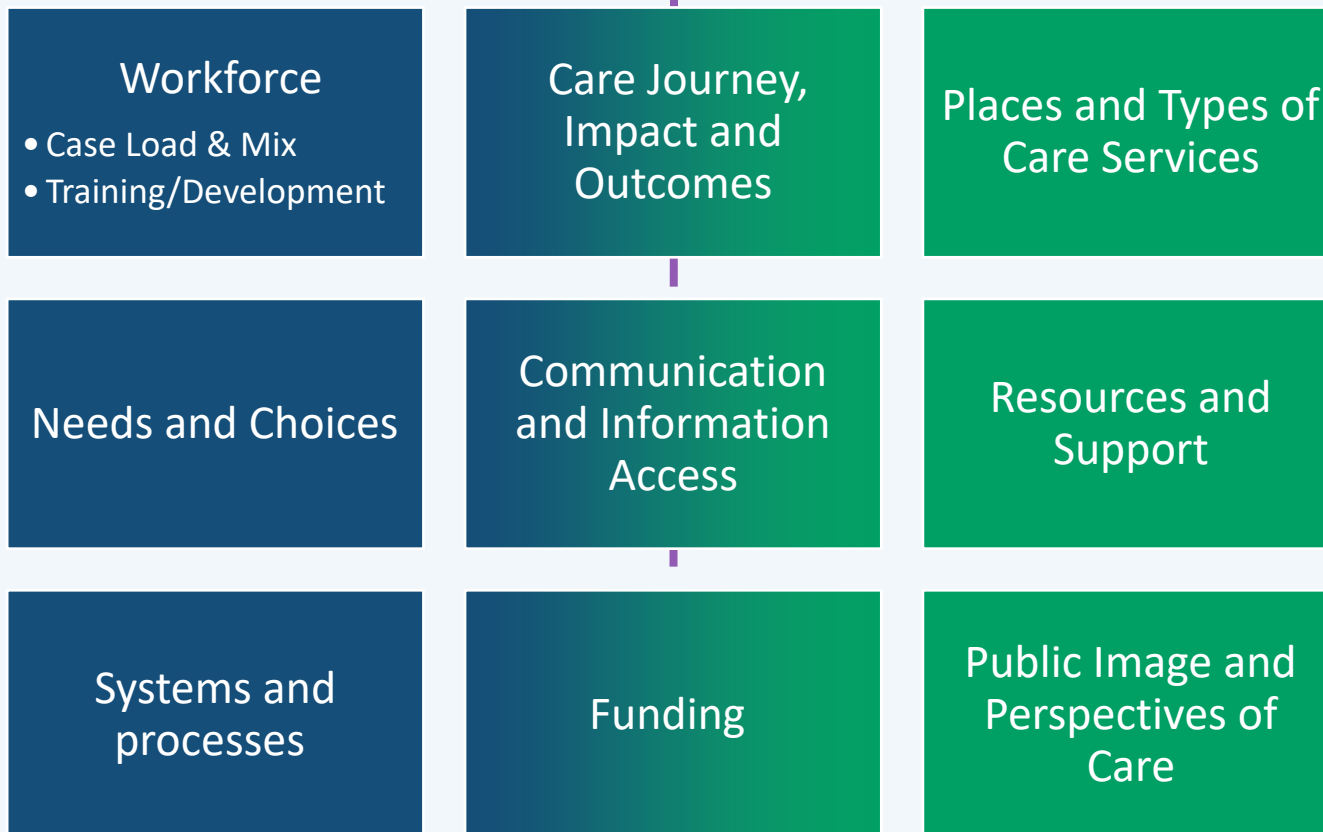 Workforce
• Case Load & Mix
• Training/Development
Care Journey,
Impact and
Outcomes
Places and Types of
Care Services
Needs and Choices
Communication
and Information
Access
Resources and
Support
Systems and
processes
Funding
Public Image and
Perspectives of
Care